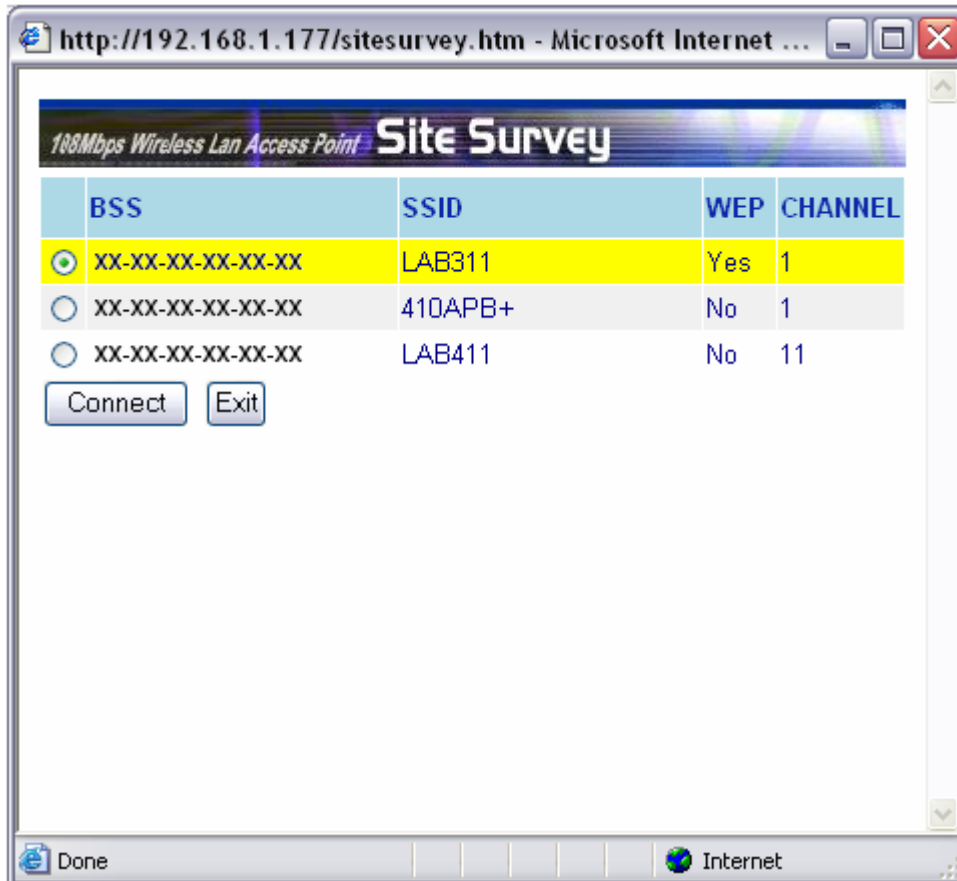 http://192.168.1.177/sitesurvey.htm - Microsoft Internet ...
108Mbps Wireless Lan Access Point Site Survey
BSS SSID WEP CHANNEL
XX-XX-XX-XX-XX-XX LAB311 Yes 1
XX-XX-XX-XX-XX-XX 410APB+ No 1
XX-XX-XX-XX-XX-XX LAB411 No 11
Connect Exit
Done Internet